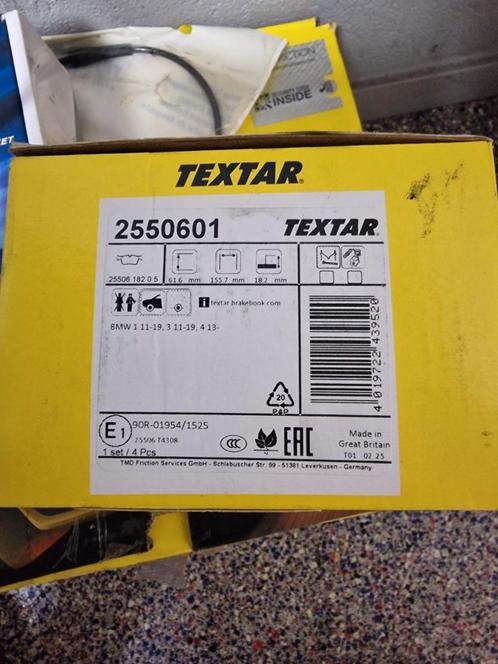 INSIDE
TEXTAR
2550601 TEXTAR
25506 182 0 5 61.6 mm 155.7 mm 18.2 mm
i textar.brakebook.com
BMW 1 11-19, 3 11-19, 4 13-
4 019722 439520
20
PAP
E1 90R-01954/1525
25506 T4308
1 set / 4 Pcs
CCC EAC
Made in
Great Britain
T01 02 25
TMD Friction Services GmbH - Schlebuscher Str. 99 - 51381 Leverkusen - Germany